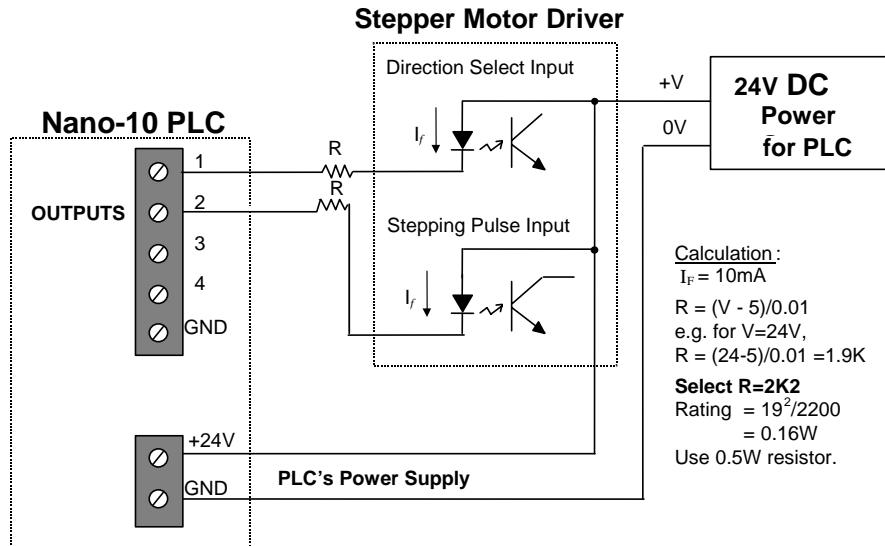 Stepper Motor Driver
Direction Select Input
+V
0V
24V DC
Power
for PLC
Nano-10 PLC
I_f
R
1
R
OUTPUTS
2
3
4
GND
Stepping Pulse Input
I_f
Calculation :
I_F = 10mA
R = (V - 5)/0.01
e.g. for V=24V,
R = (24-5)/0.01 =1.9K
Select R=2K2
Rating = 19²/2200
= 0.16W
Use 0.5W resistor.
+24V
GND
PLC's Power Supply